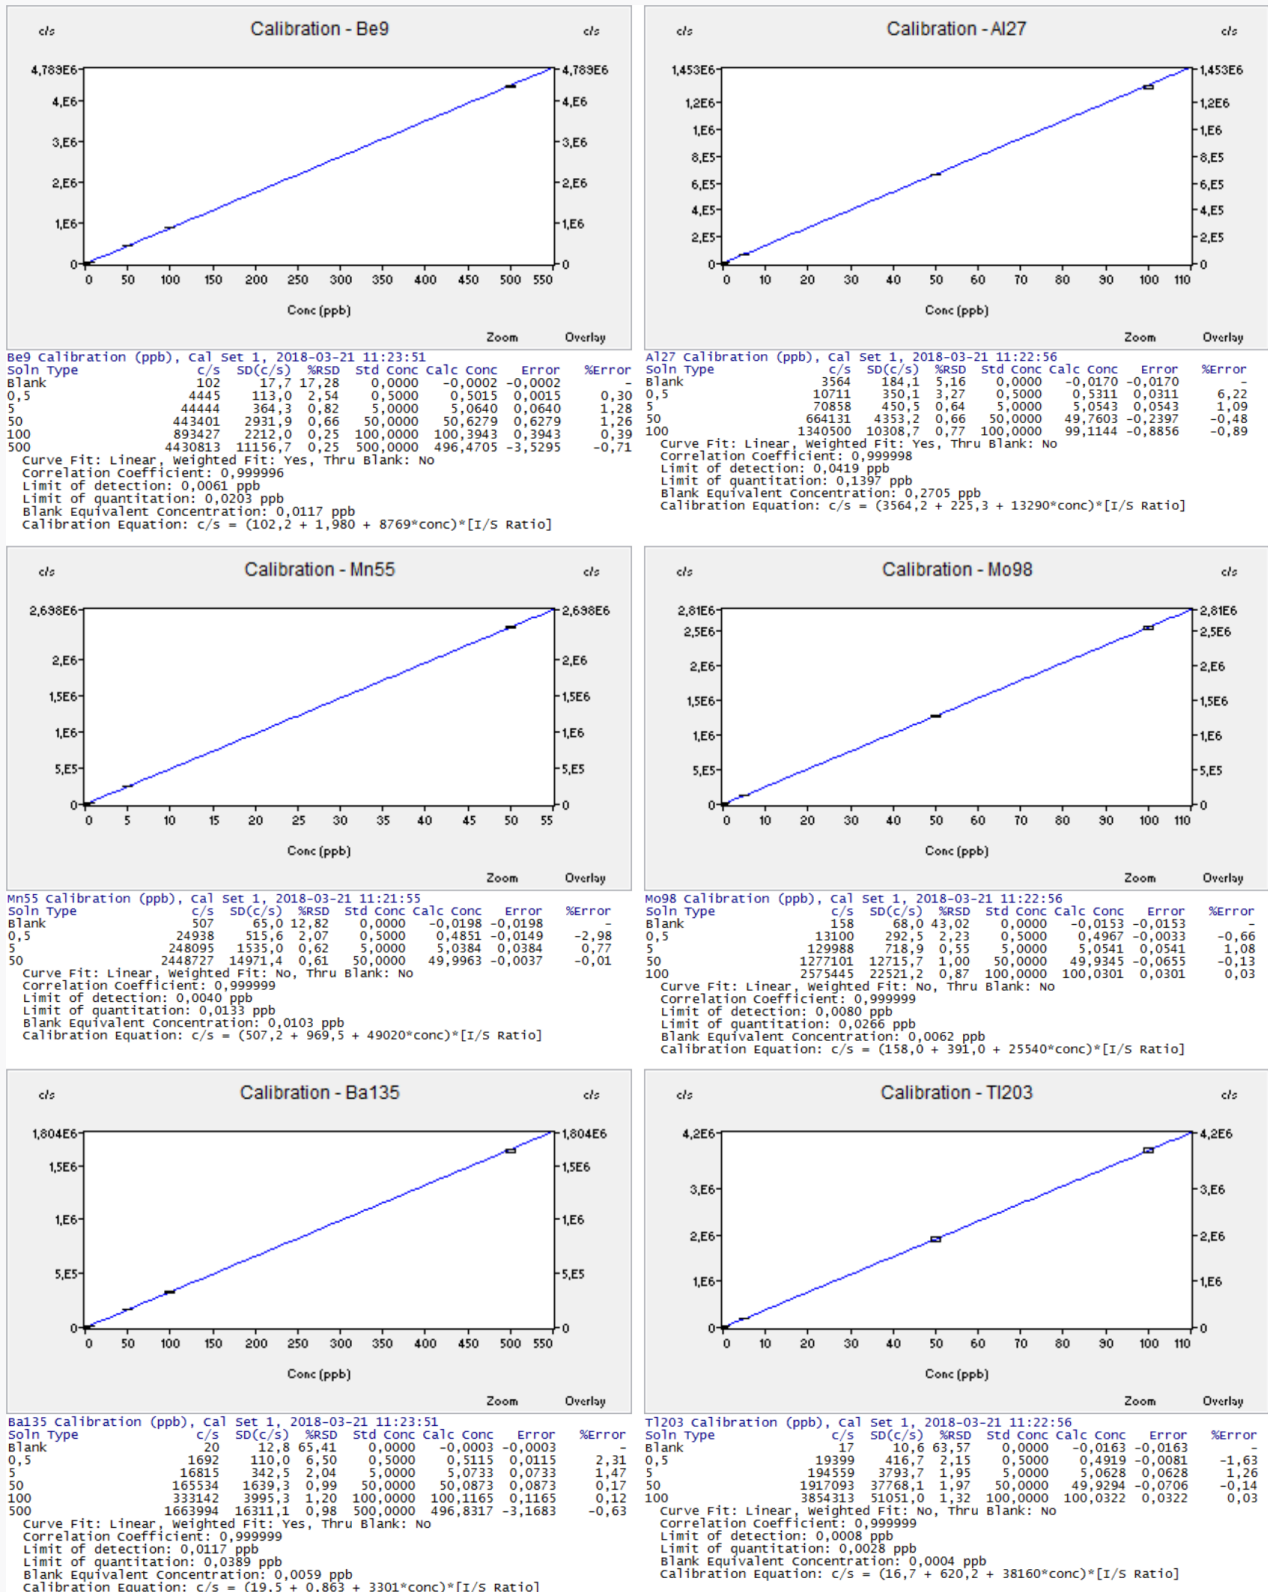 c/s Calibration - Be9 c/s
4,789E6 4,789E6
4,E6 4,E6
3,E6 3,E6
2,E6 2,E6
1,E6 1,E6
0 0
0 50 100 150 200 250 300 350 400 450 500 550
Conc (ppb)
Zoom Overlay
Be9 Calibration (ppb), Cal Set 1, 2018-03-21 11:23:51
Soln Type c/s SD(c/s) %RSD Std Conc Calc Conc Error %Error
Blank 102 17,7 17,28 0,0000 -0,0002 -0,0002 -
0,5 4445 113,0 2,54 0,5000 0,5015 0,0015 0,30
5 44444 364,3 0,82 5,0000 5,0640 0,0640 1,28
50 443401 2931,9 0,66 50,0000 50,6279 0,6279 1,26
100 893427 2212,0 0,25 100,0000 100,3943 0,3943 0,39
500 4430813 11156,7 0,25 500,0000 496,4705 -3,5295 -0,71
Curve Fit: Linear, Weighted Fit: Yes, Thru Blank: No
Correlation Coefficient: 0,999996
Limit of detection: 0,0061 ppb
Limit of quantitation: 0,0203 ppb
Blank Equivalent Concentration: 0,0117 ppb
Calibration Equation: c/s = (102,2 + 1,980 + 8769*conc)*[I/S Ratio]
c/s Calibration - Al27 c/s
1,453E6 1,453E6
1,2E6 1,2E6
1,E6 1,E6
8,E5 8,E5
6,E5 6,E5
4,E5 4,E5
2,E5 2,E5
0 0
0 10 20 30 40 50 60 70 80 90 100 110
Conc (ppb)
Zoom Overlay
Al27 Calibration (ppb), Cal Set 1, 2018-03-21 11:22:56
Soln Type c/s SD(c/s) %RSD Std Conc Calc Conc Error %Error
Blank 3564 184,1 5,16 0,0000 -0,0170 -0,0170 -
0,5 10711 350,1 3,27 0,5000 0,5311 0,0311 6,22
5 70858 450,5 0,64 5,0000 5,0543 0,0543 1,09
50 664131 4353,2 0,66 50,0000 49,7603 -0,2397 -0,48
100 1340500 10308,7 0,77 100,0000 99,1144 -0,8856 -0,89
Curve Fit: Linear, Weighted Fit: Yes, Thru Blank: No
Correlation Coefficient: 0,999998
Limit of detection: 0,0419 ppb
Limit of quantitation: 0,1397 ppb
Blank Equivalent Concentration: 0,2705 ppb
Calibration Equation: c/s = (3564,2 + 225,3 + 13290*conc)*[I/S Ratio]
c/s Calibration - Mn55 c/s
2,698E6 2,698E6
2,E6 2,E6
1,5E6 1,5E6
1,E6 1,E6
5,E5 5,E5
0 0
0 5 10 15 20 25 30 35 40 45 50 55
Conc (ppb)
Zoom Overlay
Mn55 Calibration (ppb), Cal Set 1, 2018-03-21 11:21:55
Soln Type c/s SD(c/s) %RSD Std Conc Calc Conc Error %Error
Blank 507 65,0 12,82 0,0000 -0,0198 -0,0198 -
0,5 24938 515,6 2,07 0,5000 0,4851 -0,0149 -2,98
5 248095 1535,0 0,62 5,0000 5,0384 0,0384 0,77
50 2448727 14971,4 0,61 50,0000 49,9963 -0,0037 -0,01
Curve Fit: Linear, Weighted Fit: No, Thru Blank: No
Correlation Coefficient: 0,999999
Limit of detection: 0,0040 ppb
Limit of quantitation: 0,0133 ppb
Blank Equivalent Concentration: 0,0103 ppb
Calibration Equation: c/s = (507,2 + 969,5 + 49020*conc)*[I/S Ratio]
c/s Calibration - Mo98 c/s
2,81E6 2,81E6
2,5E6 2,5E6
2,E6 2,E6
1,5E6 1,5E6
1,E6 1,E6
5,E5 5,E5
0 0
0 10 20 30 40 50 60 70 80 90 100 110
Conc (ppb)
Zoom Overlay
Mo98 Calibration (ppb), Cal Set 1, 2018-03-21 11:22:56
Soln Type c/s SD(c/s) %RSD Std Conc Calc Conc Error %Error
Blank 158 68,0 43,02 0,0000 -0,0153 -0,0153 -
0,5 13100 292,5 2,23 0,5000 0,4967 -0,0033 -0,66
5 129988 718,9 0,55 5,0000 5,0541 0,0541 1,08
50 1277101 12715,7 1,00 50,0000 49,9345 -0,0655 -0,13
100 2575445 22521,2 0,87 100,0000 100,0301 0,0301 0,03
Curve Fit: Linear, Weighted Fit: No, Thru Blank: No
Correlation Coefficient: 0,999999
Limit of detection: 0,0080 ppb
Limit of quantitation: 0,0266 ppb
Blank Equivalent Concentration: 0,0062 ppb
Calibration Equation: c/s = (158,0 + 391,0 + 25540*conc)*[I/S Ratio]
c/s Calibration - Ba135 c/s
1,804E6 1,804E6
1,5E6 1,5E6
1,E6 1,E6
5,E5 5,E5
0 0
0 50 100 150 200 250 300 350 400 450 500 550
Conc (ppb)
Zoom Overlay
Ba135 Calibration (ppb), Cal Set 1, 2018-03-21 11:23:51
Soln Type c/s SD(c/s) %RSD Std Conc Calc Conc Error %Error
Blank 20 12,8 65,41 0,0000 -0,0003 -0,0003 -
0,5 1692 110,0 6,50 0,5000 0,5115 0,0115 2,31
5 16815 342,5 2,04 5,0000 5,0733 0,0733 1,47
50 165534 1639,3 0,99 50,0000 50,0873 0,0873 0,17
100 333142 3995,3 1,20 100,0000 100,1165 0,1165 0,12
500 1663994 16311,1 0,98 500,0000 496,8317 -3,1683 -0,63
Curve Fit: Linear, Weighted Fit: Yes, Thru Blank: No
Correlation Coefficient: 0,999999
Limit of detection: 0,0117 ppb
Limit of quantitation: 0,0389 ppb
Blank Equivalent Concentration: 0,0059 ppb
Calibration Equation: c/s = (19,5 + 0,863 + 3301*conc)*[I/S Ratio]
c/s Calibration - Tl203 c/s
4,2E6 4,2E6
3,E6 3,E6
2,E6 2,E6
1,E6 1,E6
0 0
0 10 20 30 40 50 60 70 80 90 100 110
Conc (ppb)
Zoom Overlay
Tl203 Calibration (ppb), Cal Set 1, 2018-03-21 11:22:56
Soln Type c/s SD(c/s) %RSD Std Conc Calc Conc Error %Error
Blank 17 10,6 63,57 0,0000 -0,0163 -0,0163 -
0,5 19399 416,7 2,15 0,5000 0,4919 -0,0081 -1,63
5 194559 3793,7 1,95 5,0000 5,0628 0,0628 1,26
50 1917093 37768,1 1,97 50,0000 49,9294 -0,0706 -0,14
100 3854313 51051,0 1,32 100,0000 100,0322 0,0322 0,03
Curve Fit: Linear, Weighted Fit: No, Thru Blank: No
Correlation Coefficient: 0,999999
Limit of detection: 0,0008 ppb
Limit of quantitation: 0,0028 ppb
Blank Equivalent Concentration: 0,0004 ppb
Calibration Equation: c/s = (16,7 + 620,2 + 38160*conc)*[I/S Ratio]